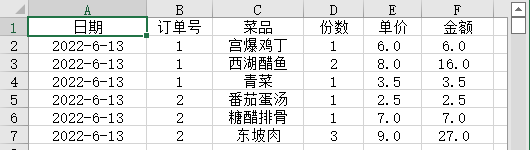 A B C D E F
1 日期 订单号 菜品 份数 单价 金额
2 2022-6-13 1 宫爆鸡丁 1 6.0 6.0
3 2022-6-13 1 西湖醋鱼 2 8.0 16.0
4 2022-6-13 1 青菜 1 3.5 3.5
5 2022-6-13 2 番茄蛋汤 1 2.5 2.5
6 2022-6-13 2 糖醋排骨 1 7.0 7.0
7 2022-6-13 2 东坡肉 3 9.0 27.0